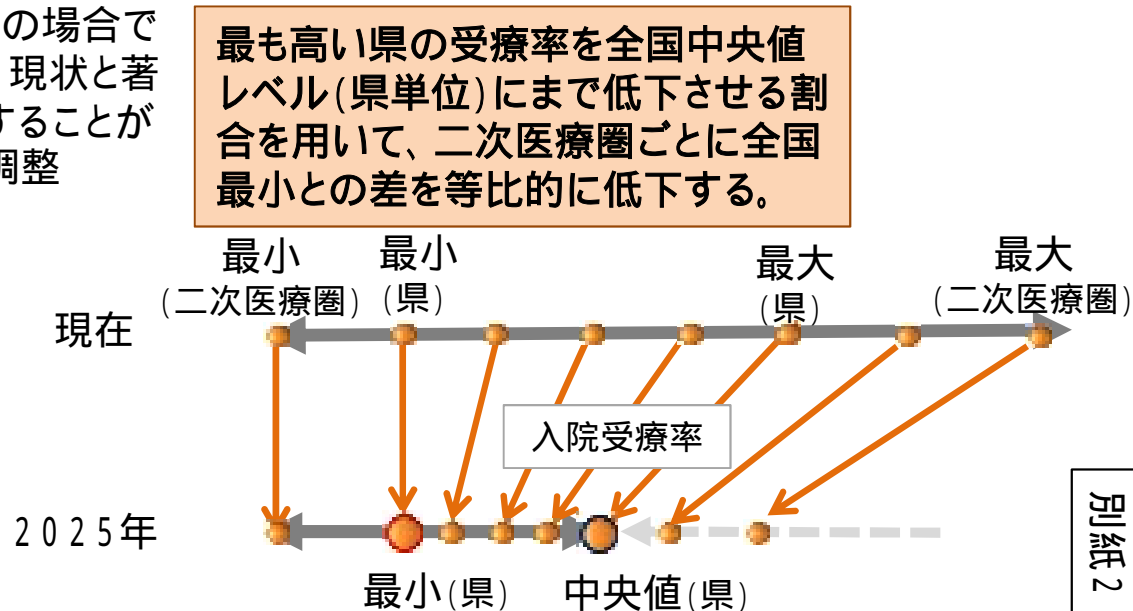 の場合で
現状と著
することが
調整
最も高い県の受療率を全国中央値
レベル(県単位)にまで低下させる割
合を用いて、二次医療圏ごとに全国
最小との差を等比的に低下する。
最小
(二次医療圏)
最小
(県)
最大
(県)
最大
(二次医療圏)
現在
入院受療率
2025年
最小(県)
中央値(県)
別紙2